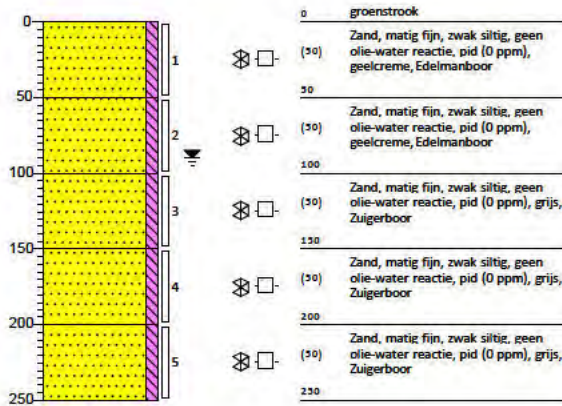 0
50
100
150
200
250
1
2
3
4
5
0 groenstrook
(50) Zand, matig fijn, zwak siltig, geen
olie-water reactie, pid (0 ppm),
geelcreme, Edelmanboor
50
(50) Zand, matig fijn, zwak siltig, geen
olie-water reactie, pid (0 ppm),
geelcreme, Edelmanboor
100
(50) Zand, matig fijn, zwak siltig, geen
olie-water reactie, pid (0 ppm), grijs,
Zuigerboor
150
(50) Zand, matig fijn, zwak siltig, geen
olie-water reactie, pid (0 ppm), grijs,
Zuigerboor
200
(50) Zand, matig fijn, zwak siltig, geen
olie-water reactie, pid (0 ppm), grijs,
Zuigerboor
250